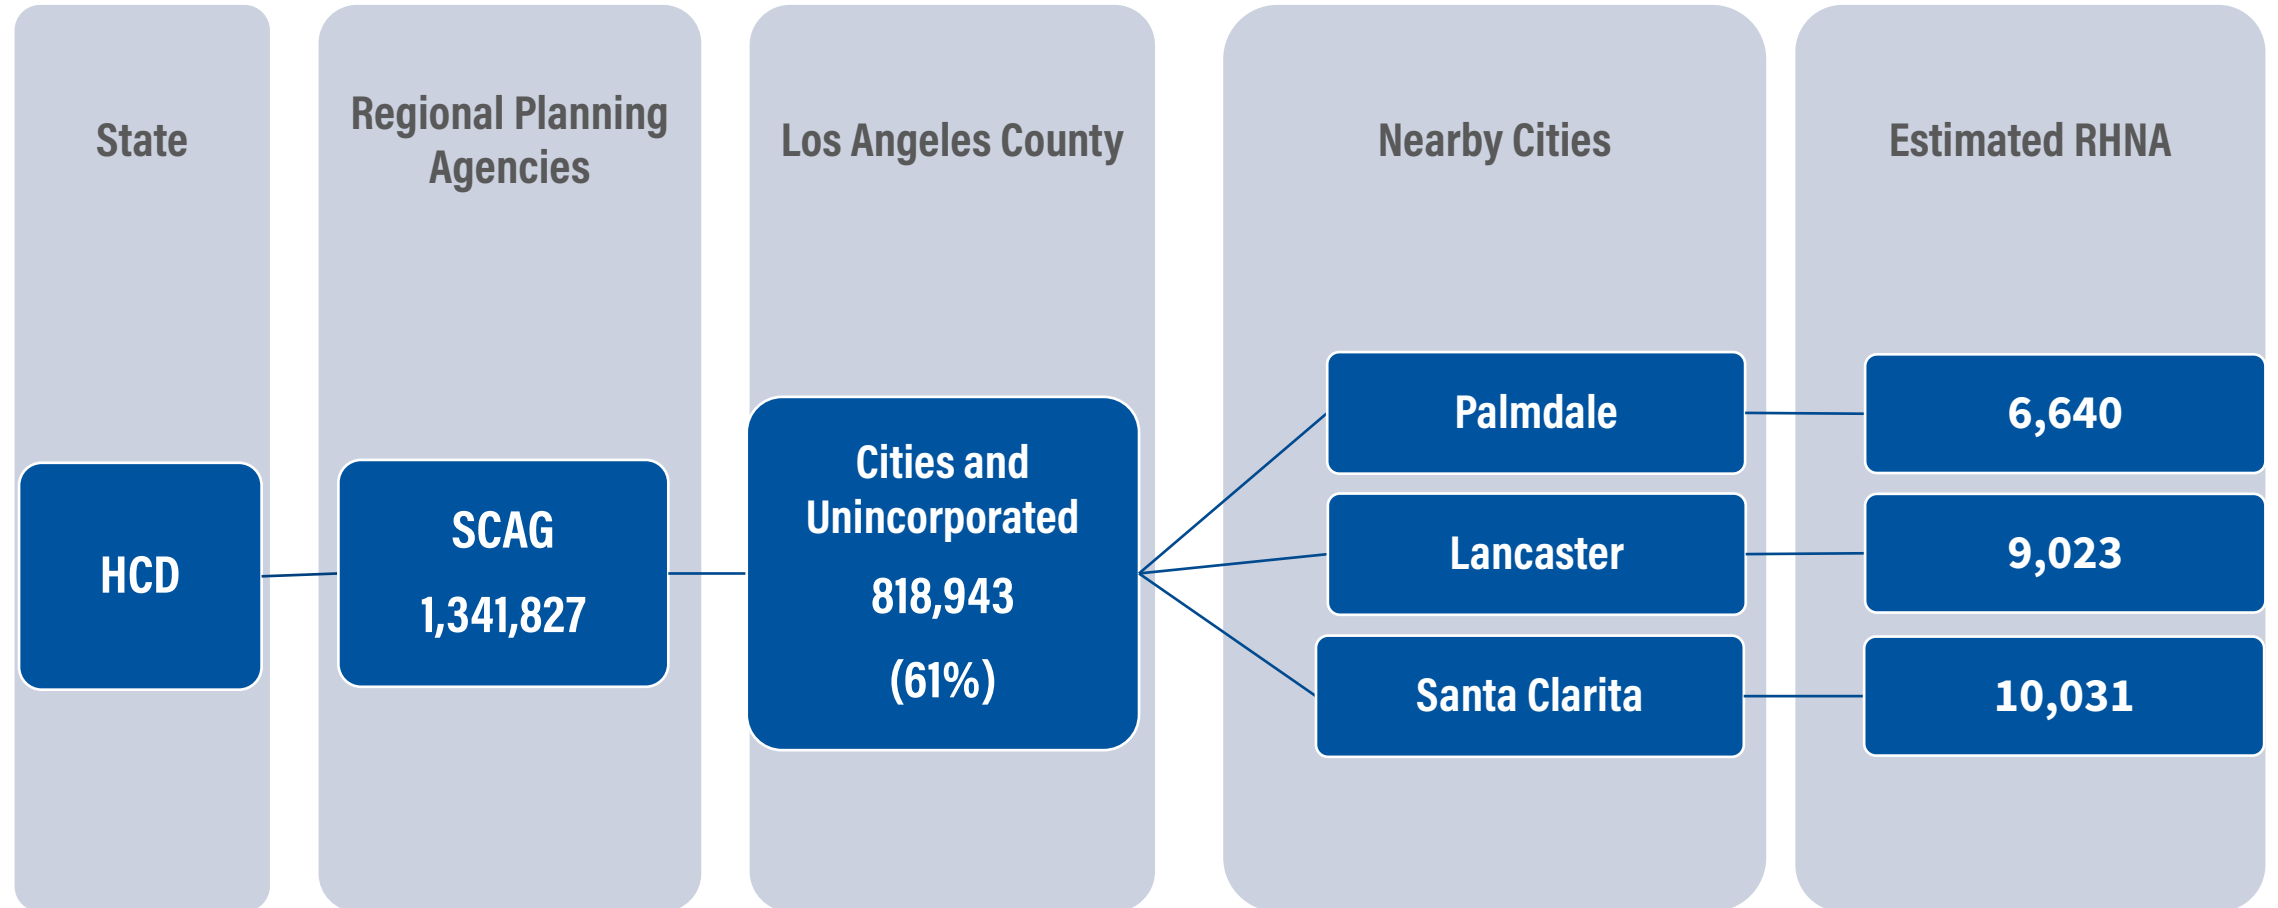 State
Regional Planning
Agencies
Los Angeles County
Nearby Cities
Estimated RHNA
HCD
SCAG
1,341,827
Cities and
Unincorporated
818,943
(61%)
Palmdale
6,640
Lancaster
9,023
Santa Clarita
10,031